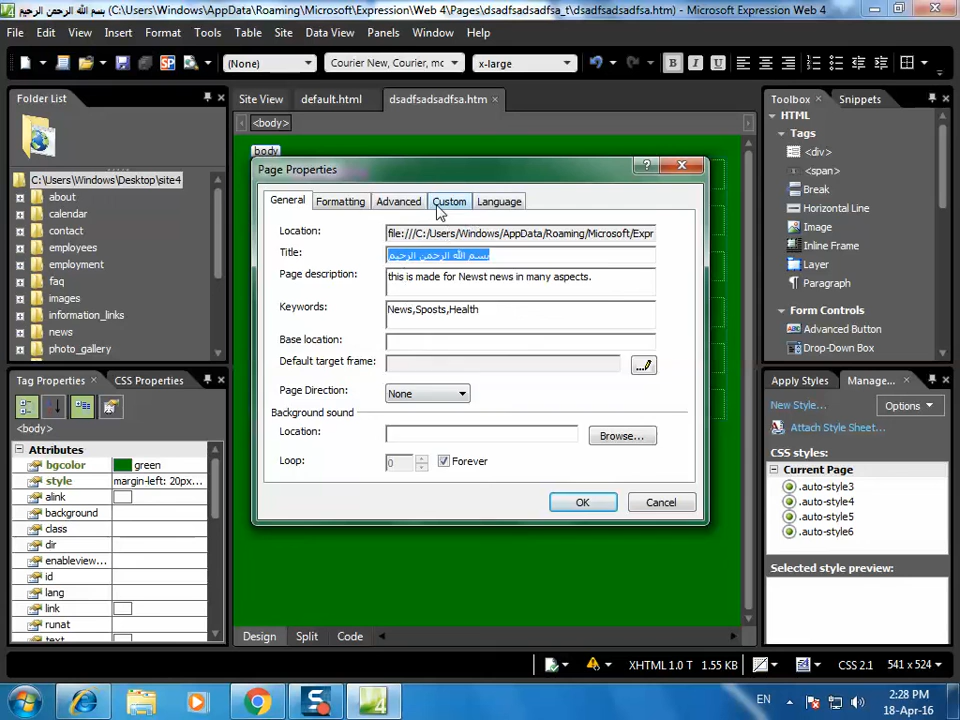 بسم الله الرحمن الرحيم (C:\Users\Windows\AppData\Roaming\Microsoft\Expression\Web 4\Pages\dsadfsadsadfsa_t\dsadfsadsadfsa.htm) - Microsoft Expression Web 4
File Edit View Insert Format Tools Table Site Data View Panels Window Help
(None) Courier New, Courier, mc x-large B I U
Folder List
Site View default.html dsadfsadsadfsa.htm
Toolbox Snippets
<body>
HTML
Tags
<div>
<span>
Break
Image
Inline Frame
Layer
Paragraph
Form Controls
Advanced Button
Drop-Down Box
C:\Users\Windows\Desktop\site4
about
calendar
contact
employees
employment
faq
images
information_links
news
photo_gallery
body
Page Properties
General Formatting Advanced Custom Language
Location: file:///C:/Users/Windows/AppData/Roaming/Microsoft/Expr
Title: بسم الله الرحمن الرحيم
Page description: this is made for Newst news in many aspects.
Keywords: News,Sposts,Health
Base location:
Default target frame:
Page Direction: None
Background sound
Location: Browse...
Loop: 0 Forever
OK Cancel
Tag Properties CSS Properties
<body>
Attributes
bgcolor green
style margin-left: 20px...
alink
background
class
dir
enableview...
id
lang
link
runat
text
Apply Styles Manage...
New Style... Options
Attach Style Sheet...
CSS styles:
Current Page
.auto-style3
.auto-style4
.auto-style5
.auto-style6
Selected style preview:
Design Split Code
XHTML 1.0 T 1.55 KB CSS 2.1 541 x 524
EN 2:28 PM
18-Apr-16